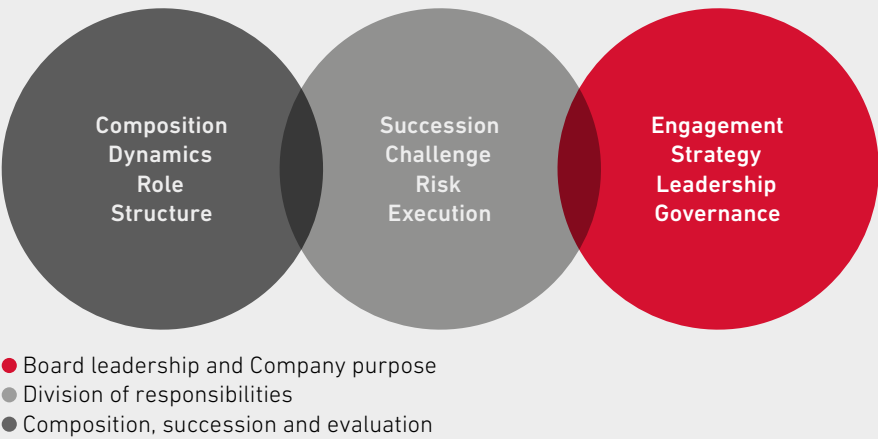 Composition
Dynamics
Role
Structure
Succession
Challenge
Risk
Execution
Engagement
Strategy
Leadership
Governance
Board leadership and Company purpose
Division of responsibilities
Composition, succession and evaluation